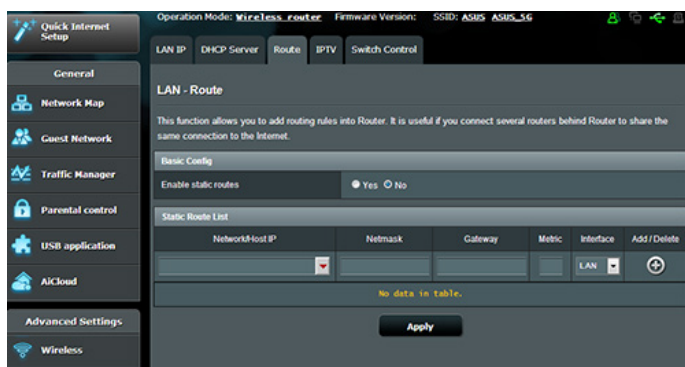 Quick Internet
Setup
Operation Mode: Wireless router Firmware Version: SSID: ASUS ASUS_5G
LAN IP DHCP Server Route IPTV Switch Control
General
Network Map
Guest Network
Traffic Manager
Parental control
USB application
AiCloud
Advanced Settings
Wireless
LAN - Route
This function allows you to add routing rules into Router. It is useful if you connect several routers behind Router to share the
same connection to the Internet.
Basic Config
Enable static routes Yes No
Static Route List
Network/Host IP Netmask Gateway Metric Interface Add / Delete
LAN
No data in table.
Apply